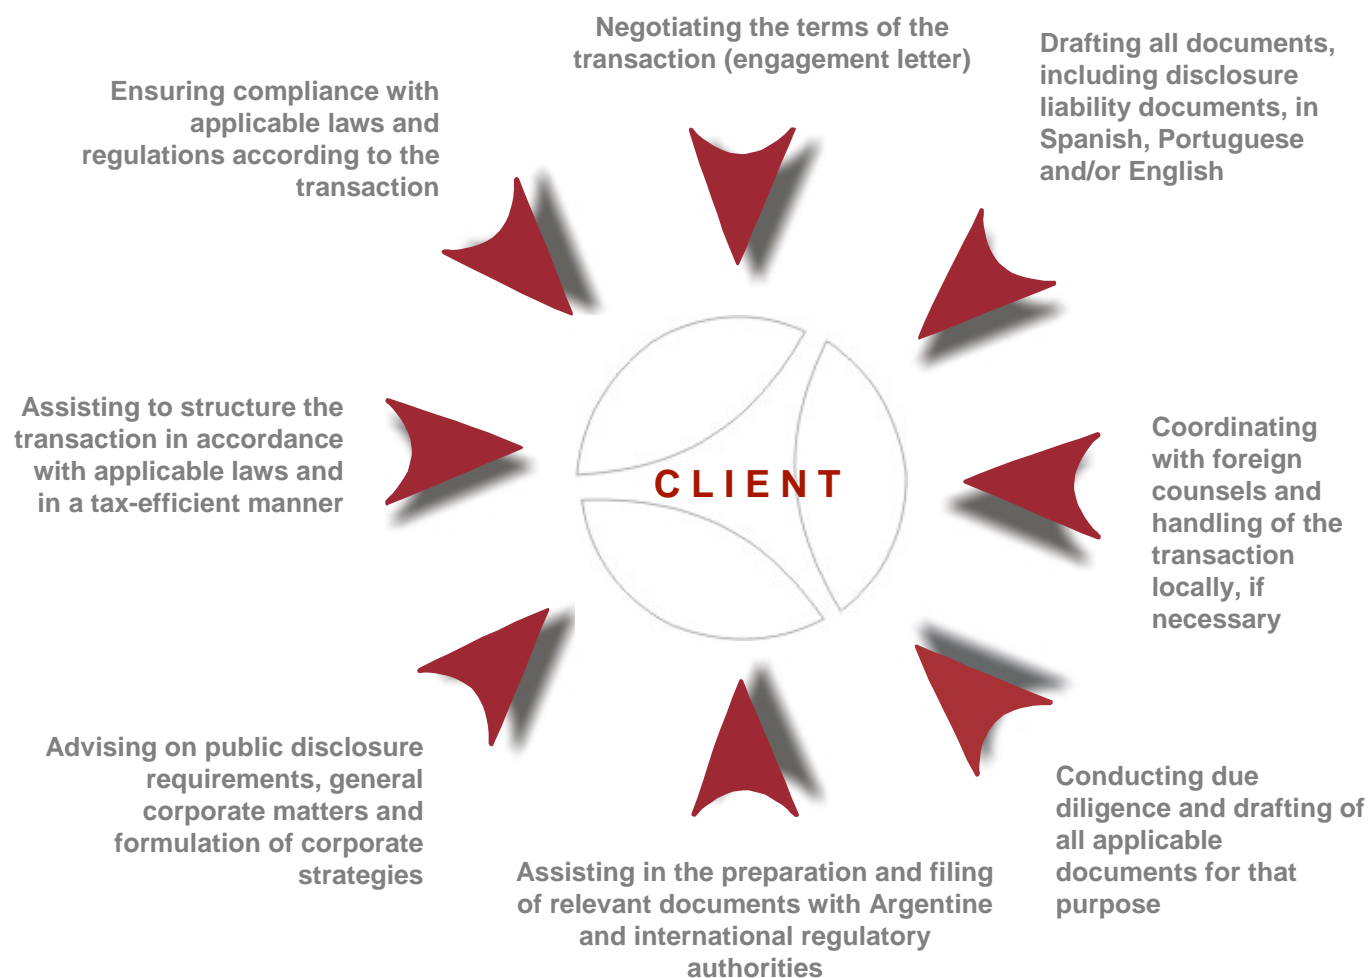 Negotiating the terms of the
transaction (engagement letter)
Drafting all documents,
including disclosure
liability documents, in
Spanish, Portuguese
and/or English
Ensuring compliance with
applicable laws and
regulations according to the
transaction
Assisting to structure the
transaction in accordance
with applicable laws and
in a tax-efficient manner
CLIENT
Coordinating
with foreign
counsels and
handling of the
transaction
locally, if
necessary
Advising on public disclosure
requirements, general
corporate matters and
formulation of corporate
strategies
Conducting due
diligence and drafting of
all applicable
documents for that
purpose
Assisting in the preparation and filing
of relevant documents with Argentine
and international regulatory
authorities